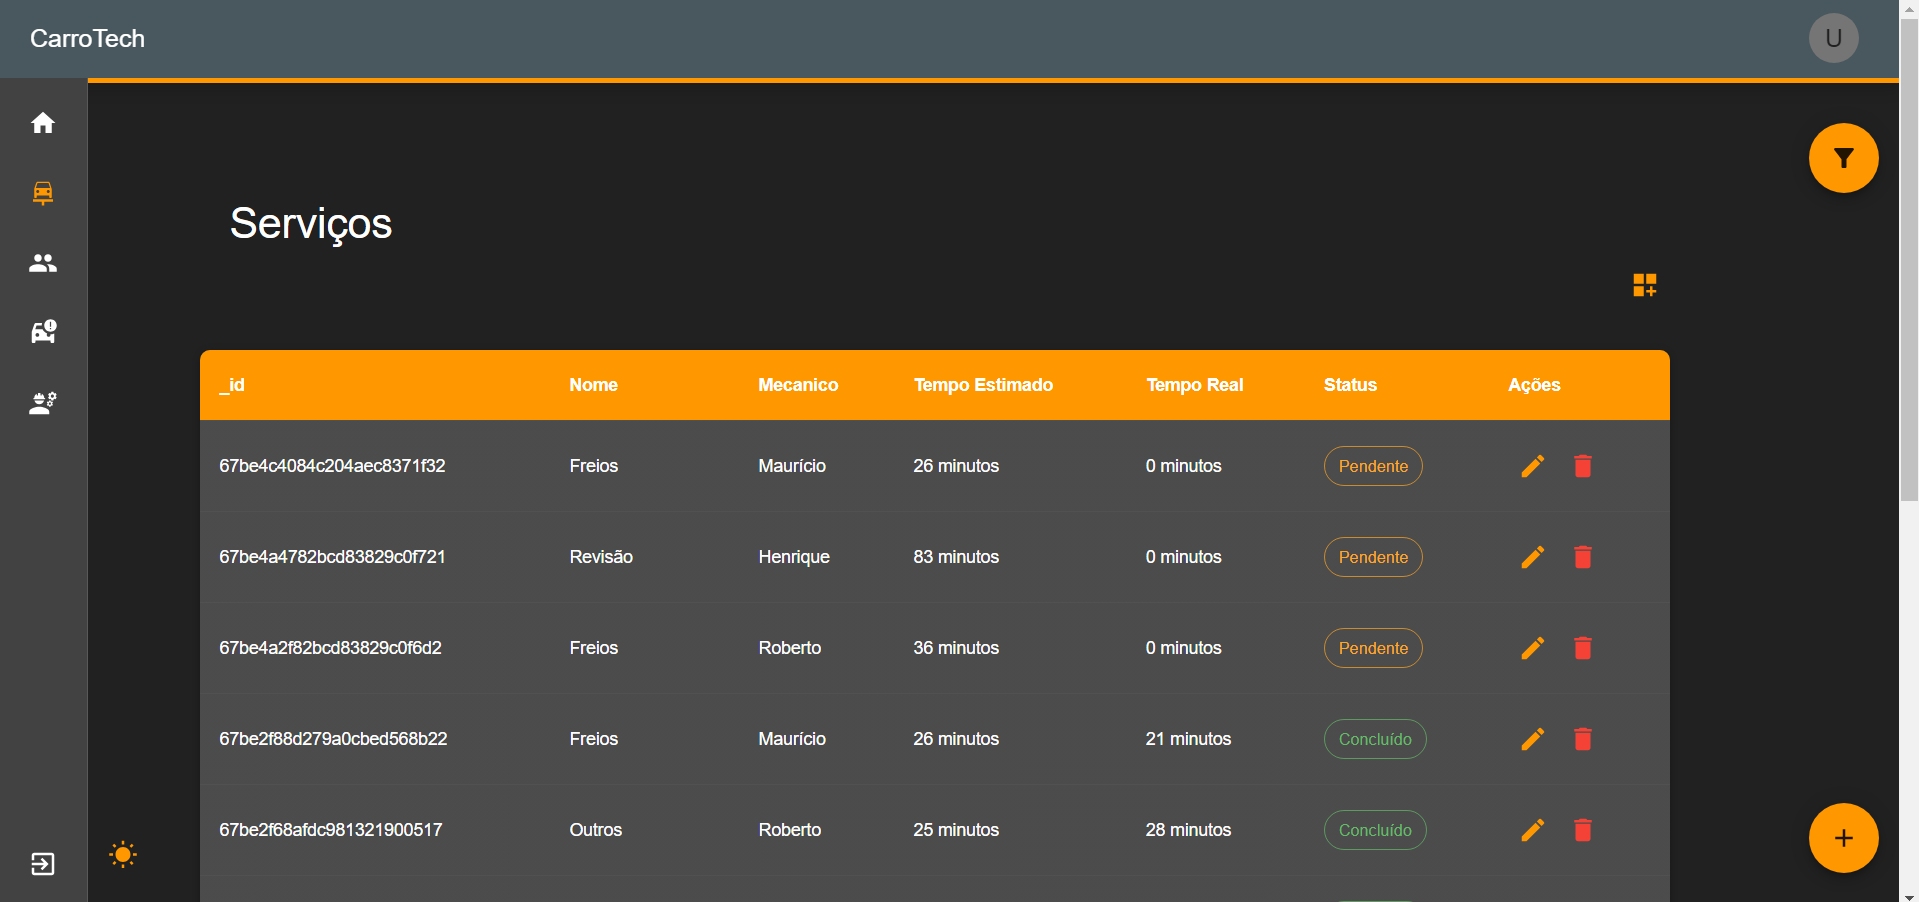 CarroTech
U
Serviços
_id Nome Mecanico Tempo Estimado Tempo Real Status Ações
67be4c4084c204aec8371f32 Freios Maurício 26 minutos 0 minutos Pendente
67be4a4782bcd83829c0f721 Revisão Henrique 83 minutos 0 minutos Pendente
67be4a2f82bcd83829c0f6d2 Freios Roberto 36 minutos 0 minutos Pendente
67be2f88d279a0cbed568b22 Freios Maurício 26 minutos 21 minutos Concluído
67be2f68afdc981321900517 Outros Roberto 25 minutos 28 minutos Concluído